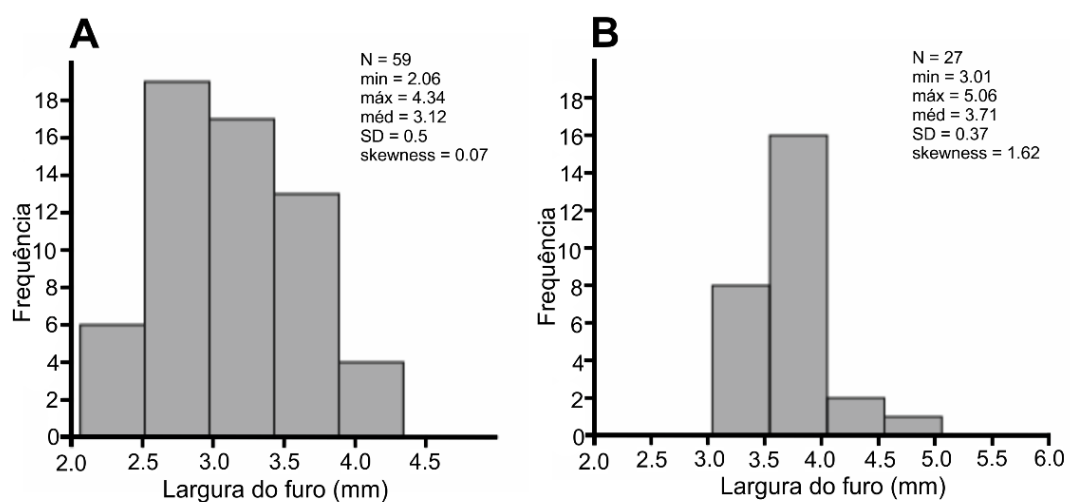 A
N = 59
min = 2.06
máx = 4.34
méd = 3.12
SD = 0.5
skewness = 0.07
Frequência
18
16
14
12
10
8
6
4
2
0
2.0 2.5 3.0 3.5 4.0 4.5
Largura do furo (mm)
B
N = 27
min = 3.01
máx = 5.06
méd = 3.71
SD = 0.37
skewness = 1.62
Frequência
18
16
14
12
10
8
6
4
2
0
2.0 2.5 3.0 3.5 4.0 4.5 5.0 5.5 6.0
Largura do furo (mm)